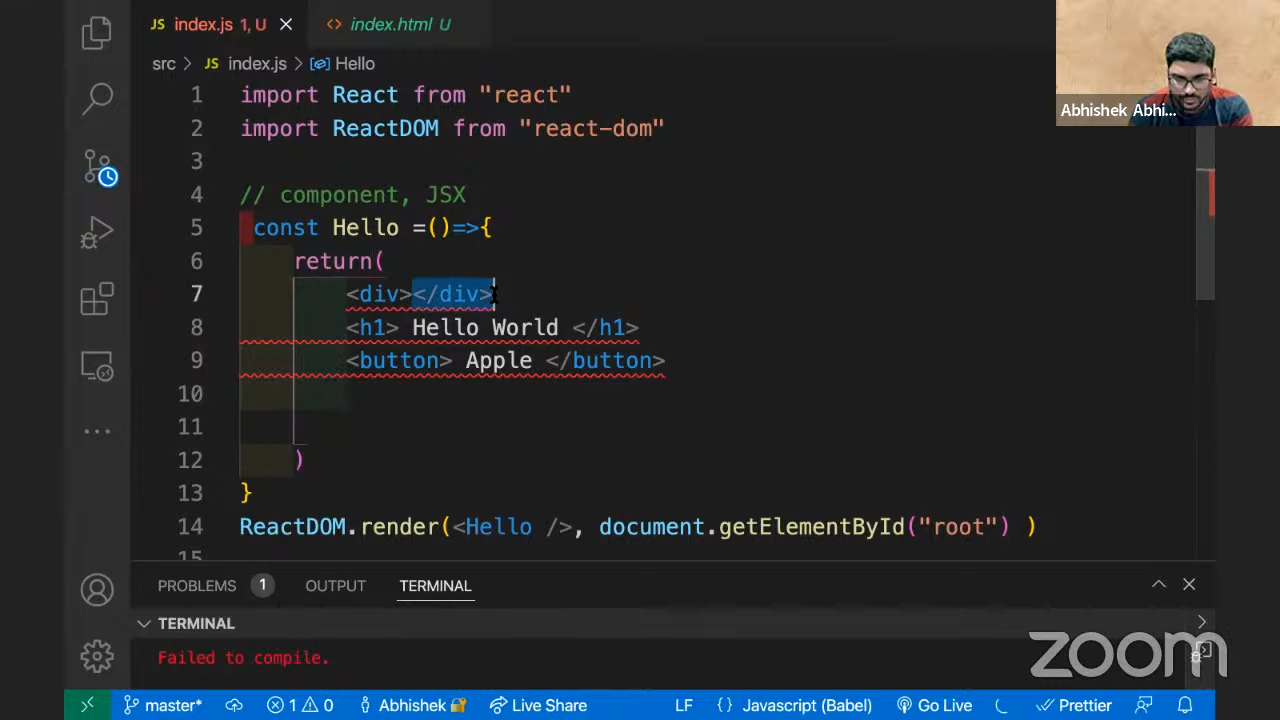 JS index.js 1, U
<> index.html U
src > JS index.js > Hello
Abhishek Abhi...
1 import React from "react"
2 import ReactDOM from "react-dom"
3
4 // component, JSX
5 const Hello =()=>{
6 return(
7 <div></div>
8 <h1> Hello World </h1>
9 <button> Apple </button>
10
11
12 )
13 }
14 ReactDOM.render(<Hello />, document.getElementById("root") )
15
PROBLEMS 1 OUTPUT TERMINAL
TERMINAL
Failed to compile.
zoom
master* 1 0 Abhishek Live Share LF {} Javascript (Babel) Go Live Prettier